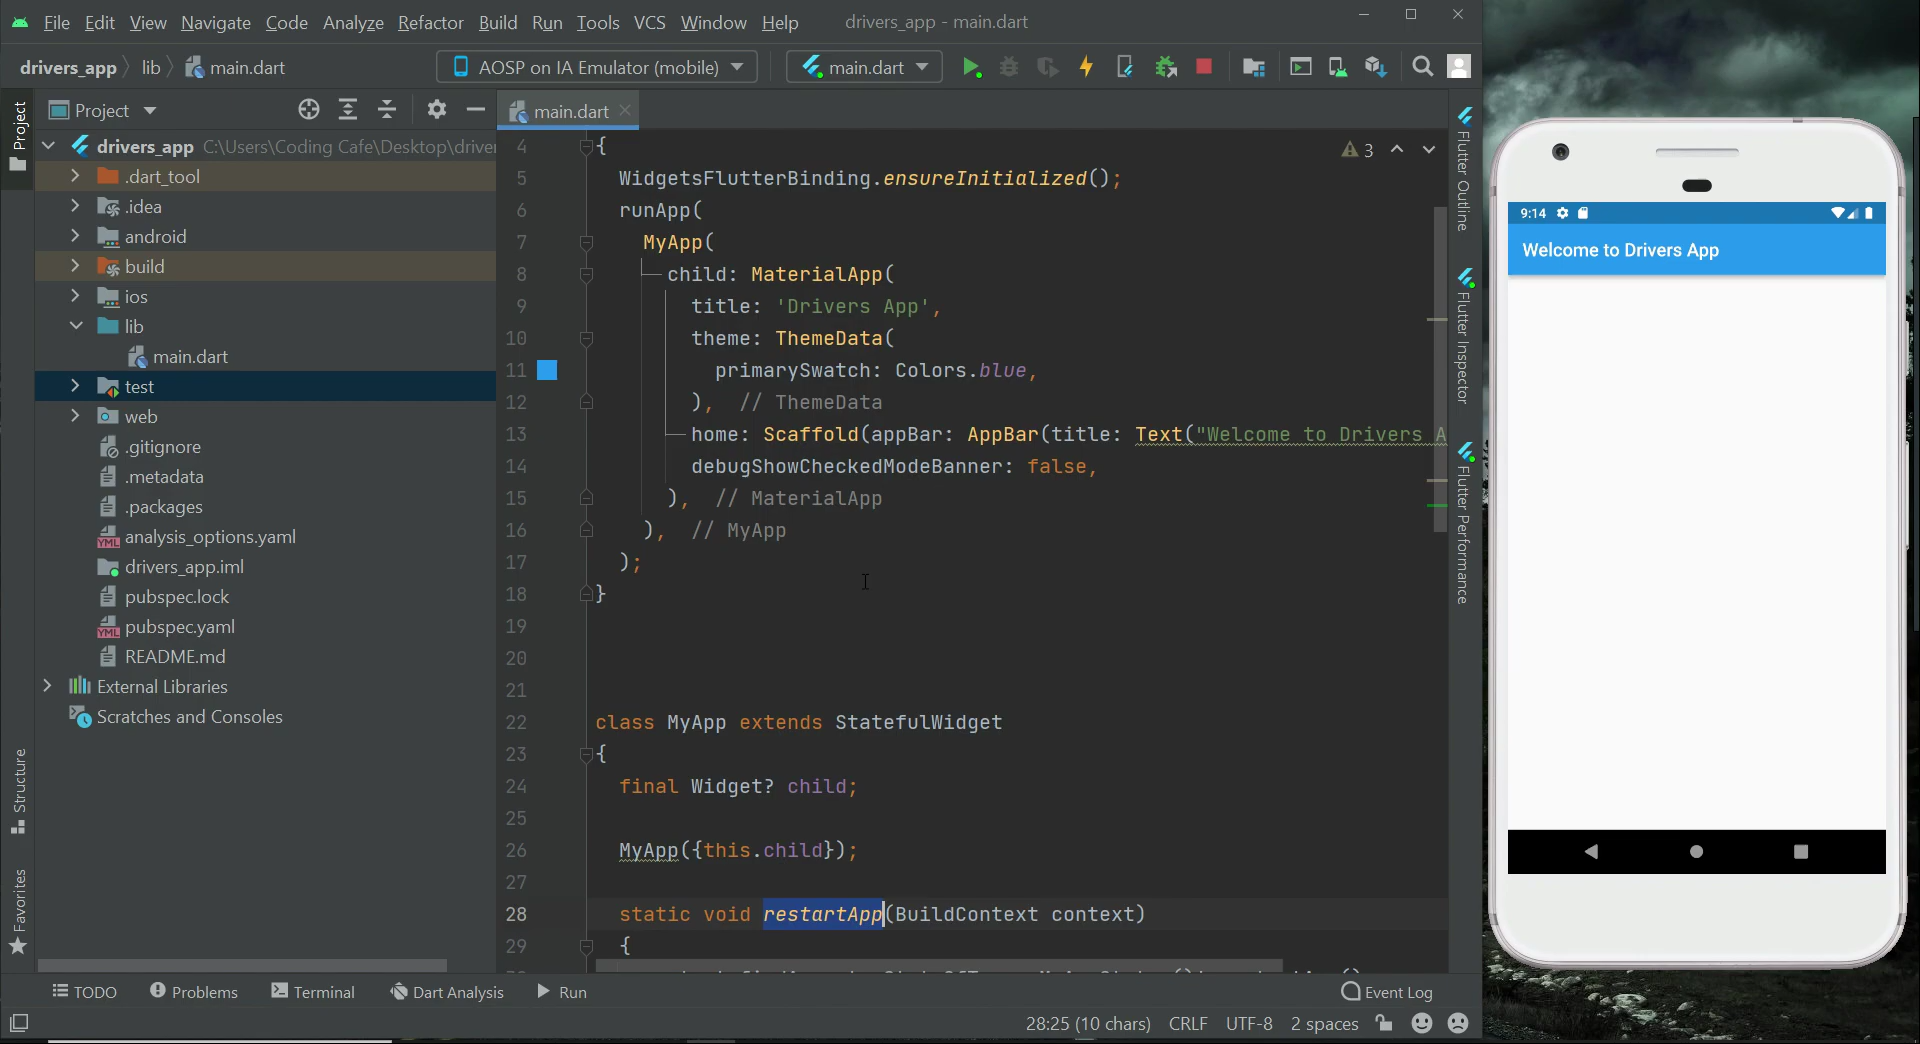 File Edit View Navigate Code Analyze Refactor Build Run Tools VCS Window Help drivers_app - main.dart
drivers_app lib main.dart AOSP on IA Emulator (mobile) main.dart
Project main.dart
drivers_app C:\Users\Coding Cafe\Desktop\driver
.dart_tool
.idea
android
build
ios
lib
main.dart
test
web
.gitignore
.metadata
.packages
analysis_options.yaml
drivers_app.iml
pubspec.lock
pubspec.yaml
README.md
External Libraries
Scratches and Consoles
Project
Structure
Favorites
3
4 {
5 WidgetsFlutterBinding.ensureInitialized();
6 runApp(
7 MyApp(
8 child: MaterialApp(
9 title: 'Drivers App',
10 theme: ThemeData(
11 primarySwatch: Colors.blue,
12 ), // ThemeData
13 home: Scaffold(appBar: AppBar(title: Text("Welcome to Drivers A
14 debugShowCheckedModeBanner: false,
15 ), // MaterialApp
16 ), // MyApp
17 );
18 }
19
20
21
22 class MyApp extends StatefulWidget
23 {
24 final Widget? child;
25
26 MyApp({this.child});
27
28 static void restartApp(BuildContext context)
29 {
Flutter Outline
Flutter Inspector
Flutter Performance
9:14
Welcome to Drivers App
TODO Problems Terminal Dart Analysis Run Event Log
28:25 (10 chars) CRLF UTF-8 2 spaces